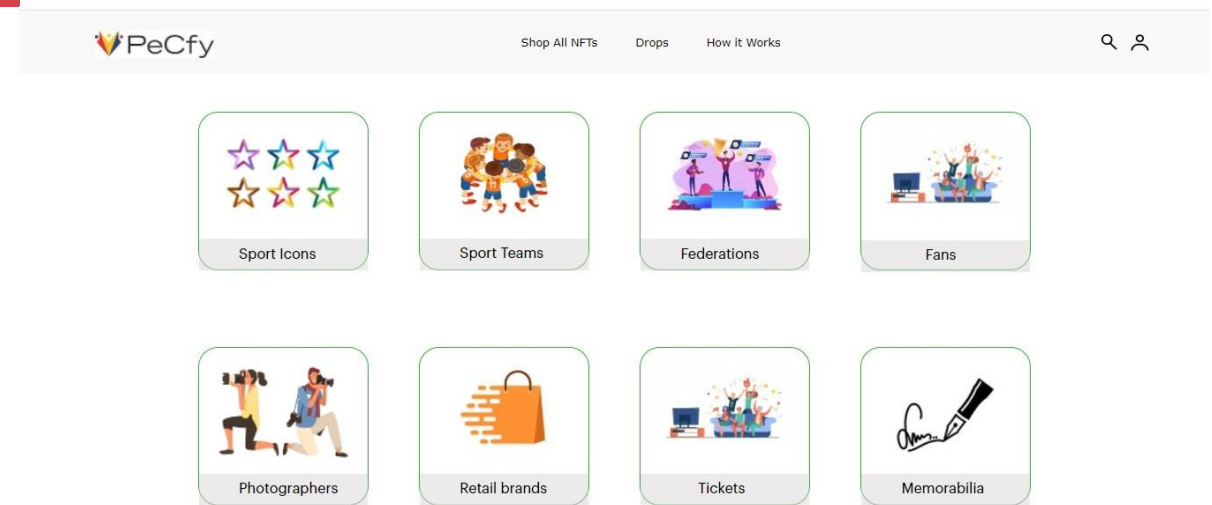 PeCfy
Shop All NFTs Drops How it Works
Sport Icons
Sport Teams
Federations
Fans
Photographers
Retail brands
Tickets
Memorabilia